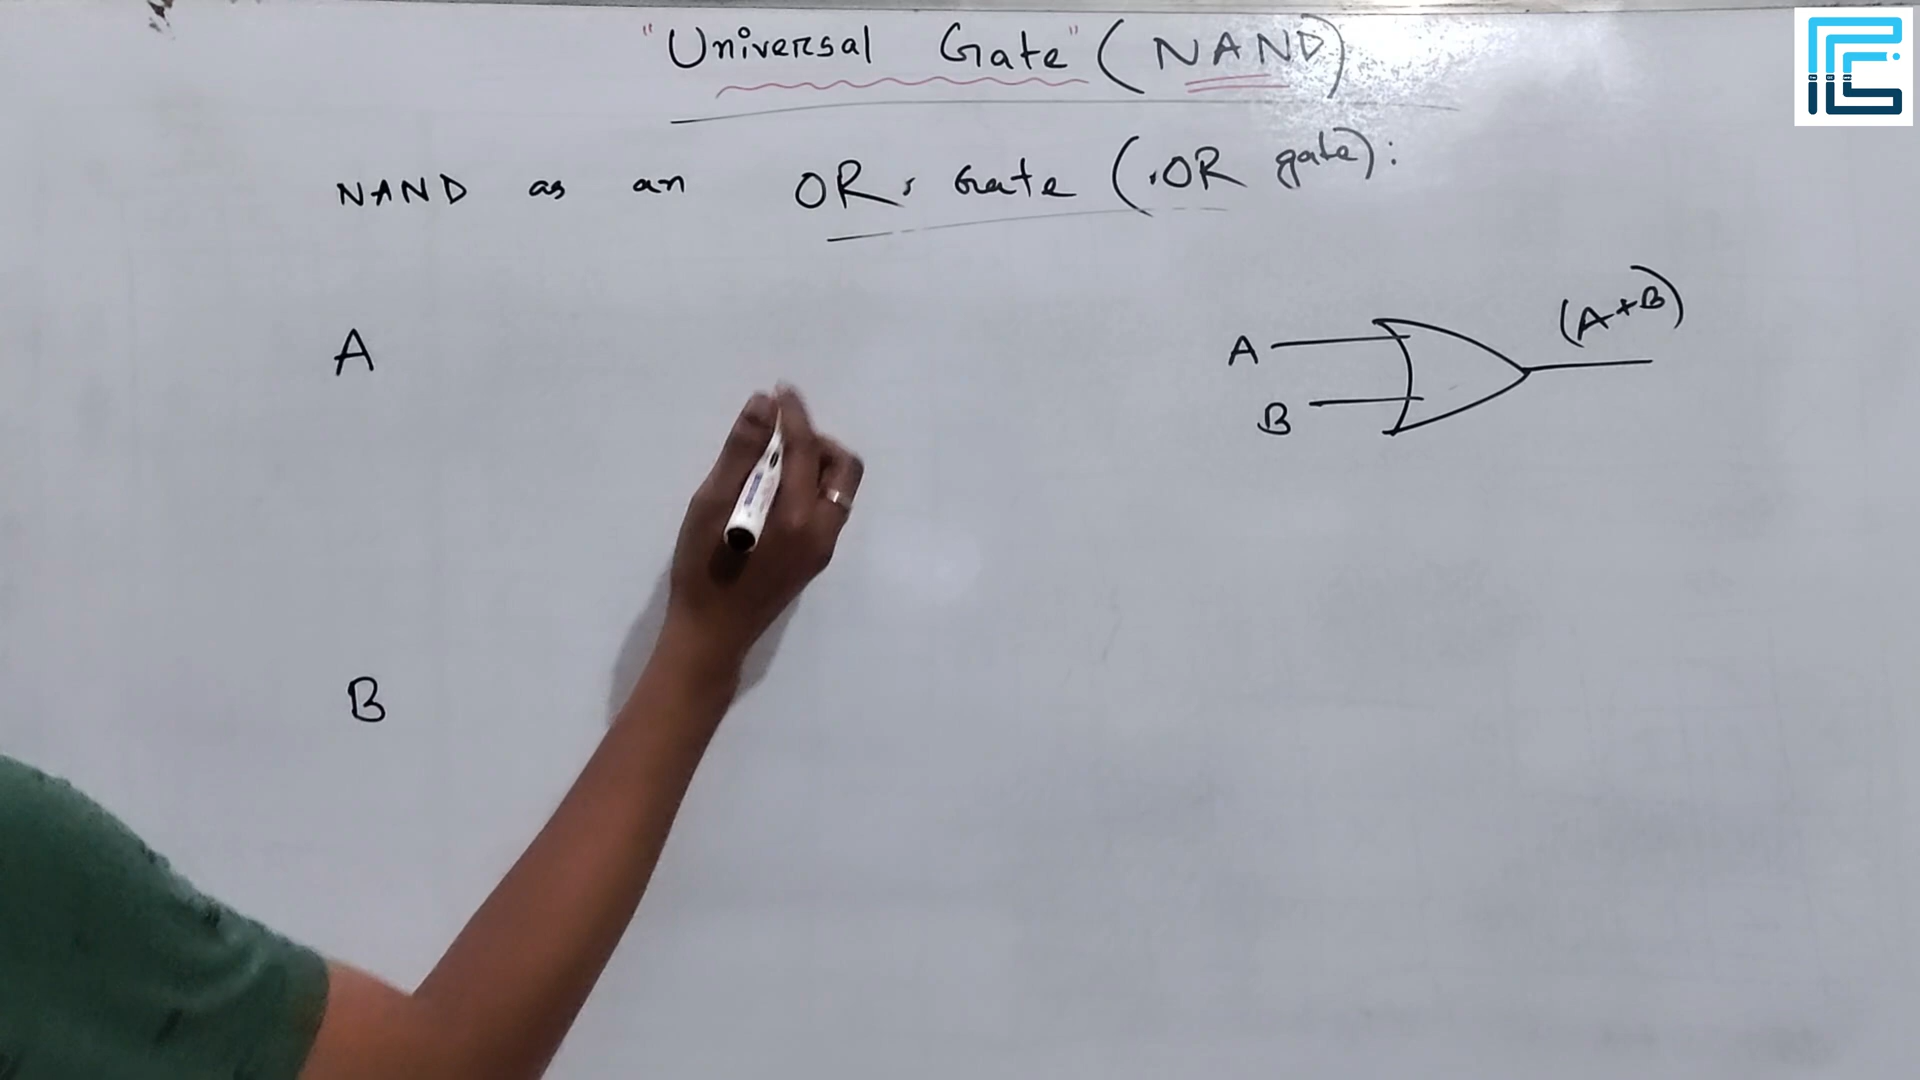 "Universal Gate" (NAND)
NAND as an OR Gate (OR gate):
A
A
B
(A+B)
B